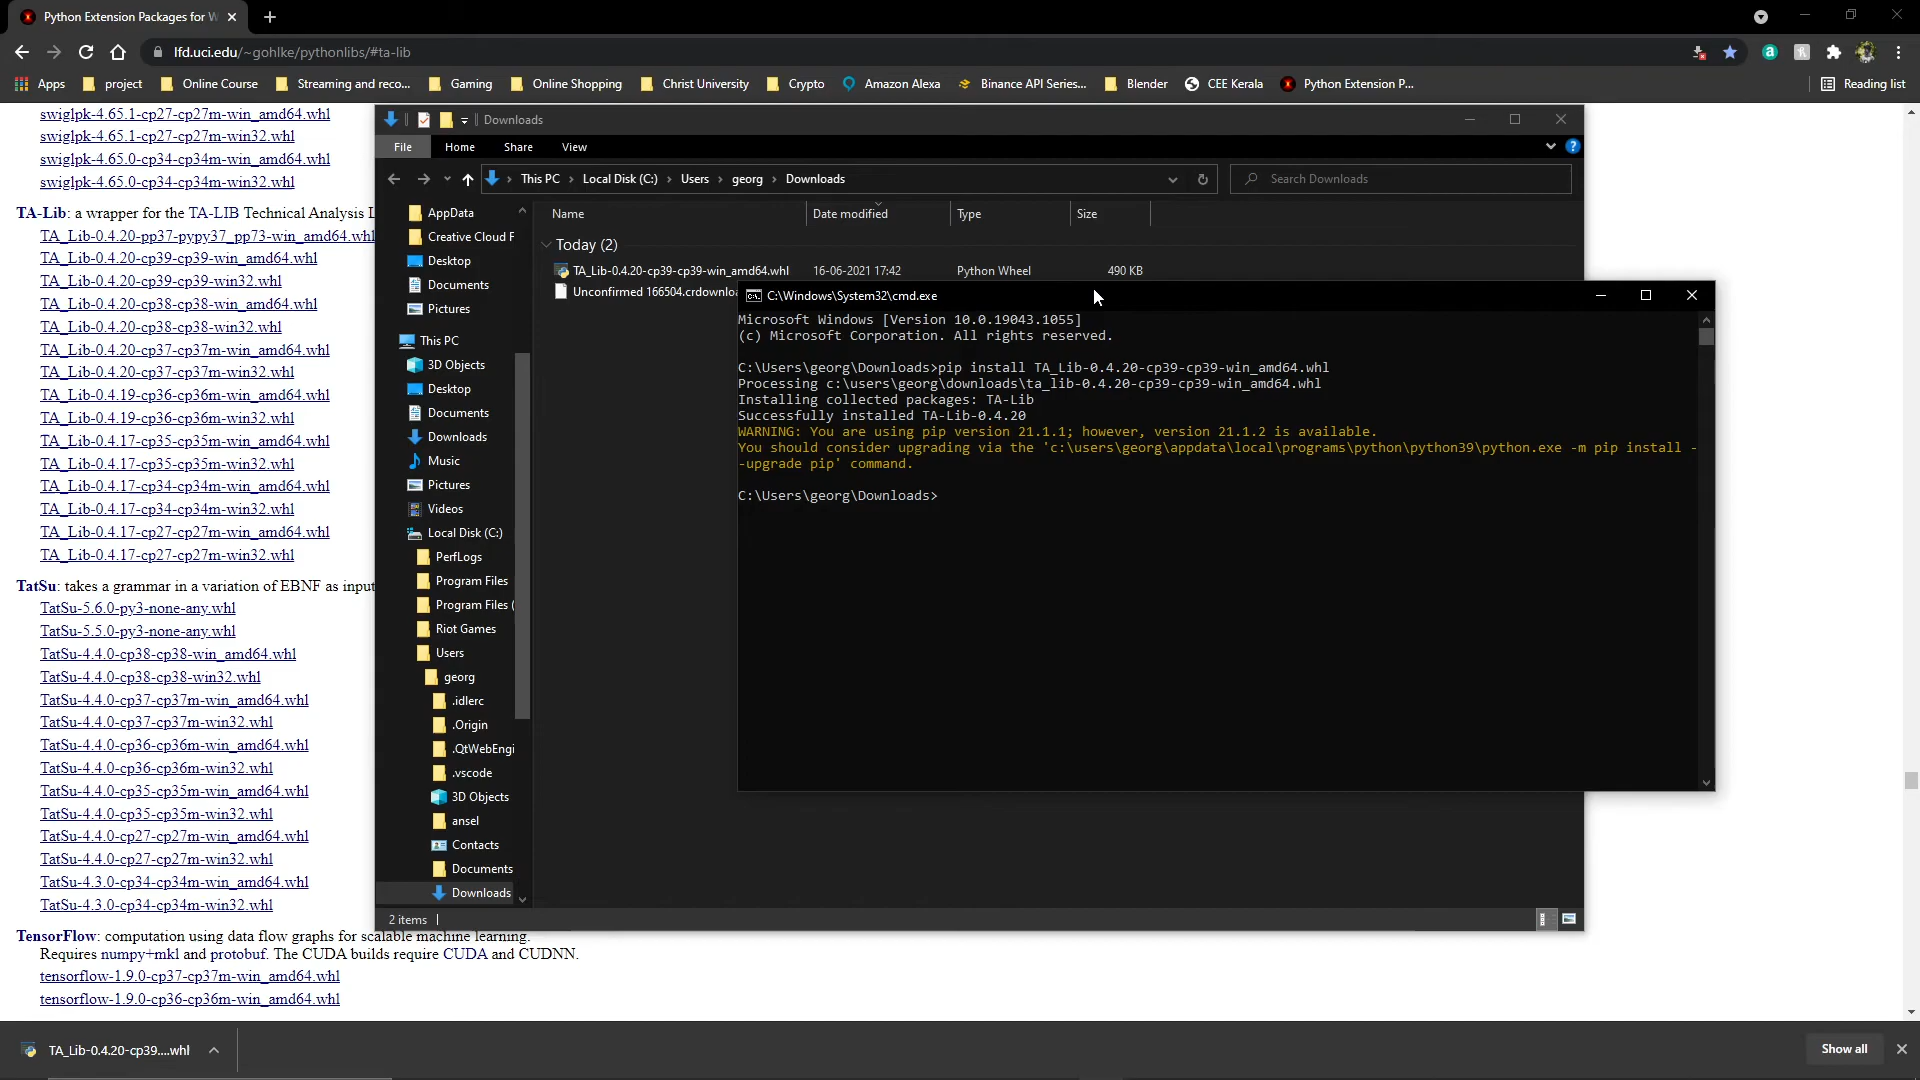 Python Extension Packages for W
lfd.uci.edu/~gohlke/pythonlibs/#ta-lib
Apps
project
Online Course
Streaming and reco...
Gaming
Online Shopping
Christ University
Crypto
Amazon Alexa
Binance API Series...
Blender
CEE Kerala
Python Extension P...
Reading list
swiglpk-4.65.1-cp27-cp27m-win_amd64.whl
swiglpk-4.65.1-cp27-cp27m-win32.whl
swiglpk-4.65.0-cp34-cp34m-win_amd64.whl
swiglpk-4.65.0-cp34-cp34m-win32.whl
TA-Lib: a wrapper for the TA-LIB Technical Analysis L
TA_Lib-0.4.20-pp37-pypy37_pp73-win_amd64.whl
TA_Lib-0.4.20-cp39-cp39-win_amd64.whl
TA_Lib-0.4.20-cp39-cp39-win32.whl
TA_Lib-0.4.20-cp38-cp38-win_amd64.whl
TA_Lib-0.4.20-cp38-cp38-win32.whl
TA_Lib-0.4.20-cp37-cp37m-win_amd64.whl
TA_Lib-0.4.20-cp37-cp37m-win32.whl
TA_Lib-0.4.19-cp36-cp36m-win_amd64.whl
TA_Lib-0.4.19-cp36-cp36m-win32.whl
TA_Lib-0.4.17-cp35-cp35m-win_amd64.whl
TA_Lib-0.4.17-cp35-cp35m-win32.whl
TA_Lib-0.4.17-cp34-cp34m-win_amd64.whl
TA_Lib-0.4.17-cp34-cp34m-win32.whl
TA_Lib-0.4.17-cp27-cp27m-win_amd64.whl
TA_Lib-0.4.17-cp27-cp27m-win32.whl
TatSu: takes a grammar in a variation of EBNF as input
TatSu-5.6.0-py3-none-any.whl
TatSu-5.5.0-py3-none-any.whl
TatSu-4.4.0-cp38-cp38-win_amd64.whl
TatSu-4.4.0-cp38-cp38-win32.whl
TatSu-4.4.0-cp37-cp37m-win_amd64.whl
TatSu-4.4.0-cp37-cp37m-win32.whl
TatSu-4.4.0-cp36-cp36m-win_amd64.whl
TatSu-4.4.0-cp36-cp36m-win32.whl
TatSu-4.4.0-cp35-cp35m-win_amd64.whl
TatSu-4.4.0-cp35-cp35m-win32.whl
TatSu-4.4.0-cp27-cp27m-win_amd64.whl
TatSu-4.4.0-cp27-cp27m-win32.whl
TatSu-4.3.0-cp34-cp34m-win_amd64.whl
TatSu-4.3.0-cp34-cp34m-win32.whl
TensorFlow: computation using data flow graphs for scalable machine learning.
Requires numpy+mkl and protobuf. The CUDA builds require CUDA and CUDNN.
tensorflow-1.9.0-cp37-cp37m-win_amd64.whl
tensorflow-1.9.0-cp36-cp36m-win_amd64.whl
Downloads
File
Home
Share
View
This PC
Local Disk (C:)
Users
georg
Downloads
Search Downloads
AppData
Creative Cloud F
Desktop
Documents
Pictures
This PC
3D Objects
Desktop
Documents
Downloads
Music
Pictures
Videos
Local Disk (C:)
PerfLogs
Program Files
Program Files (
Riot Games
Users
georg
.idlerc
.Origin
.QtWebEngi
.vscode
3D Objects
ansel
Contacts
Documents
Downloads
Name
Date modified
Type
Size
Today (2)
TA_Lib-0.4.20-cp39-cp39-win_amd64.whl
16-06-2021 17:42
Python Wheel
490 KB
Unconfirmed 166504.crdownloa
2 items
C:\Windows\System32\cmd.exe
Microsoft Windows [Version 10.0.19043.1055]
(c) Microsoft Corporation. All rights reserved.
C:\Users\georg\Downloads>pip install TA_Lib-0.4.20-cp39-cp39-win_amd64.whl
Processing c:\users\georg\downloads\ta_lib-0.4.20-cp39-cp39-win_amd64.whl
Installing collected packages: TA-Lib
Successfully installed TA-Lib-0.4.20
WARNING: You are using pip version 21.1.1; however, version 21.1.2 is available.
You should consider upgrading via the 'c:\users\georg\appdata\local\programs\python\python39\python.exe -m pip install -
-upgrade pip' command.
C:\Users\georg\Downloads>
TA_Lib-0.4.20-cp39....whl
Show all